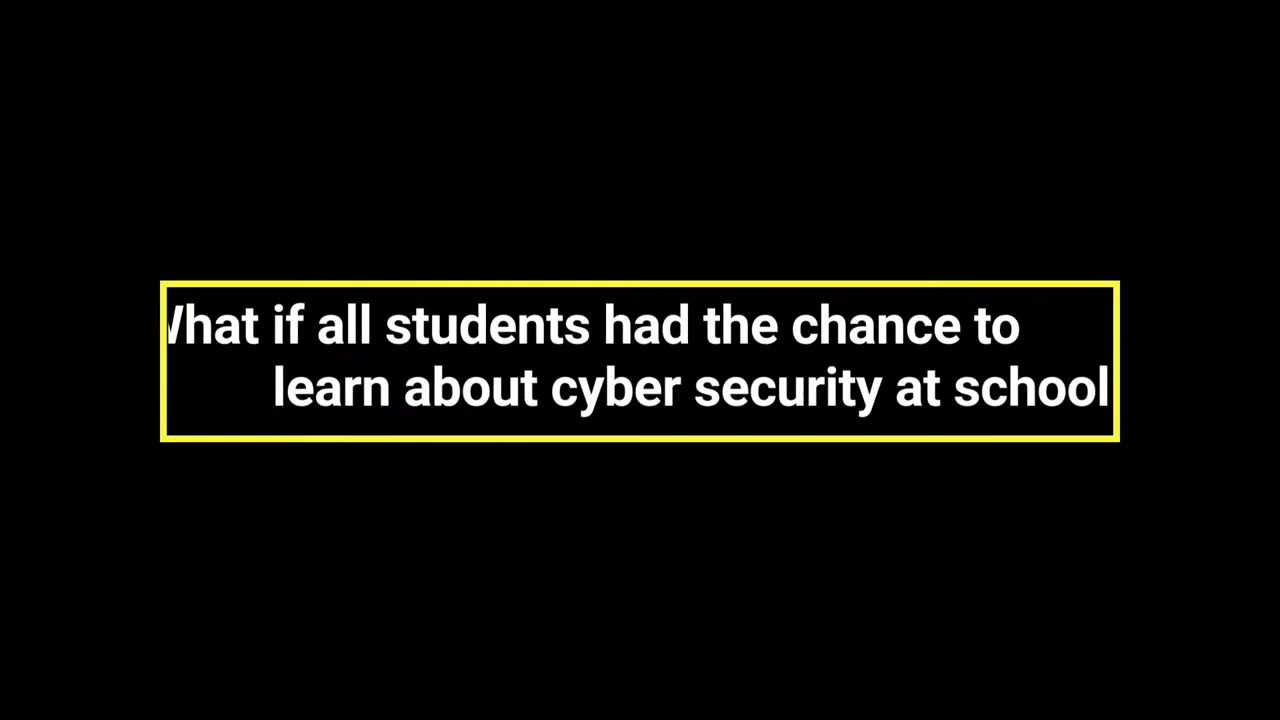 What if all students had the chance to
learn about cyber security at school